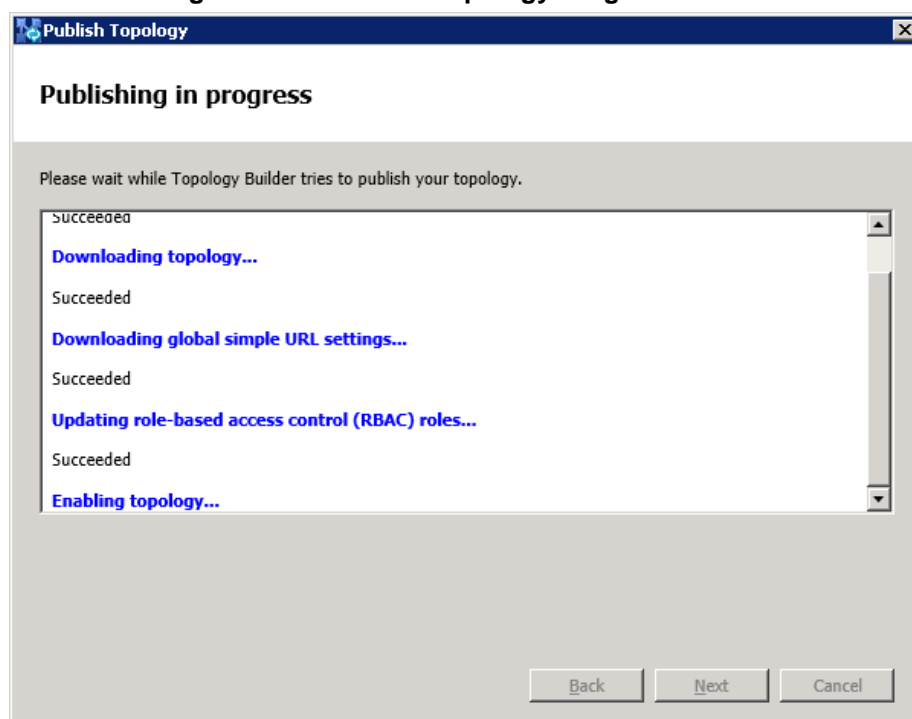 Publish Topology
Publishing in progress
Please wait while Topology Builder tries to publish your topology.
Succeeded
Downloading topology...
Succeeded
Downloading global simple URL settings...
Succeeded
Updating role-based access control (RBAC) roles...
Succeeded
Enabling topology...
Back Next Cancel